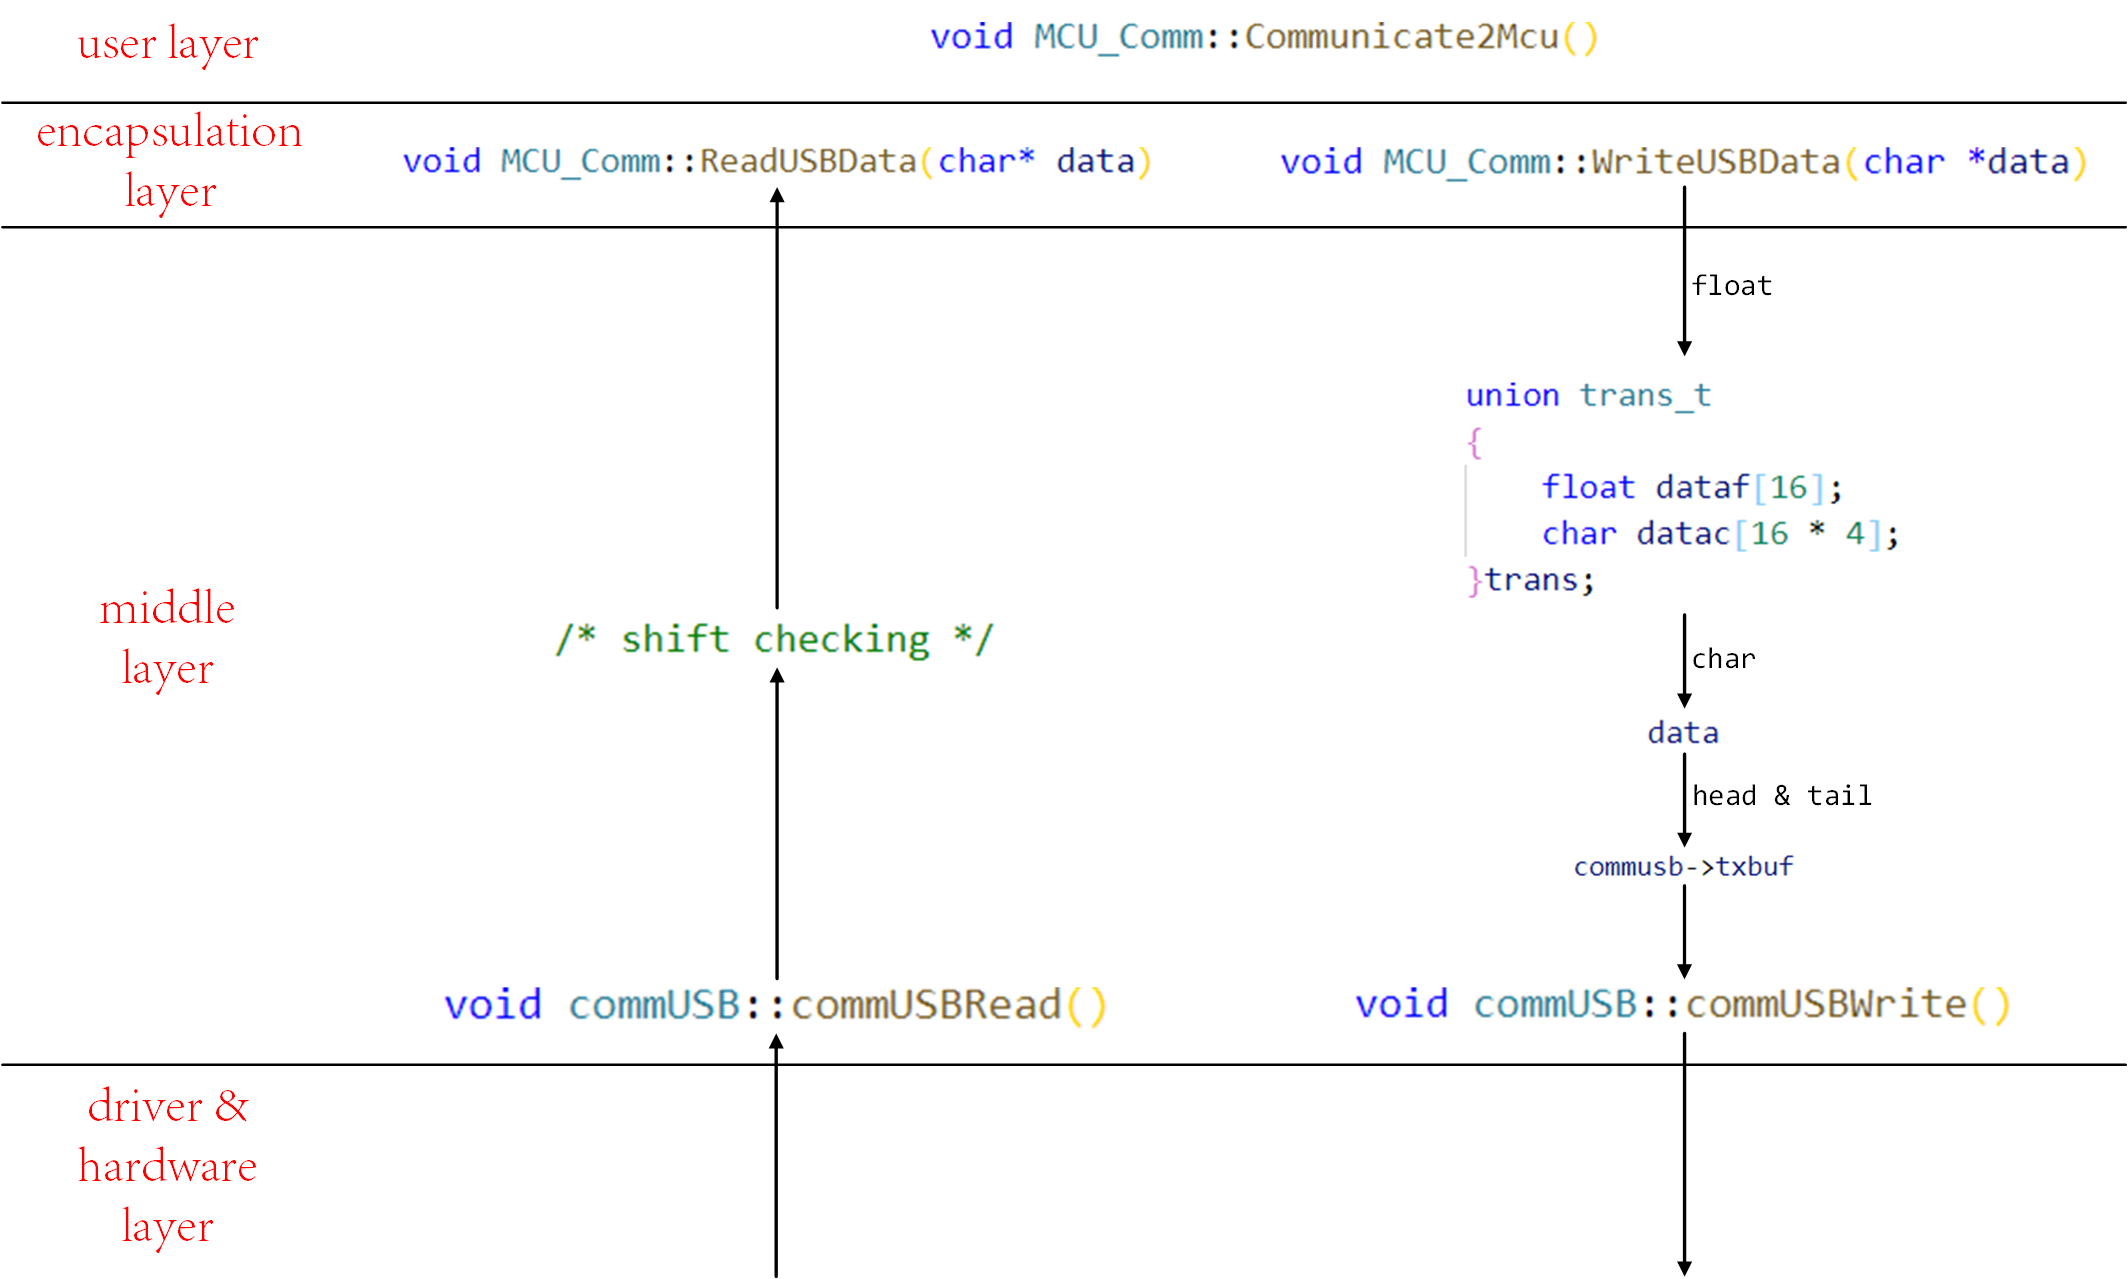 user layer
void MCU_Comm::Communicate2Mcu()
encapsulation
layer
void MCU_Comm::ReadUSBData(char* data)
void MCU_Comm::WriteUSBData(char *data)
float
union trans_t
{
float dataf[16];
char datac[16 * 4];
}trans;
middle
layer
/* shift checking */
char
data
head & tail
commusb->txbuf
void commUSB::commUSBRead()
void commUSB::commUSBWrite()
driver &
hardware
layer